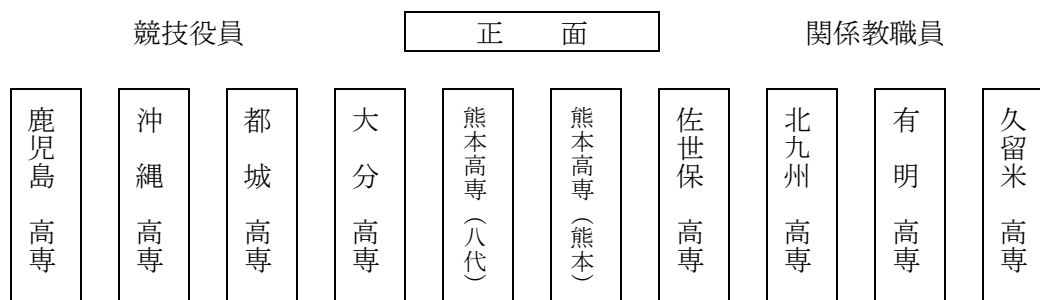 競技役員
正 面
関係教職員
鹿児島 高専
沖縄 高専
都城 高専
大分 高専
熊本高専（八代）
熊本高専（熊本）
佐世保 高専
北九州 高専
有明 高専
久留米 高専